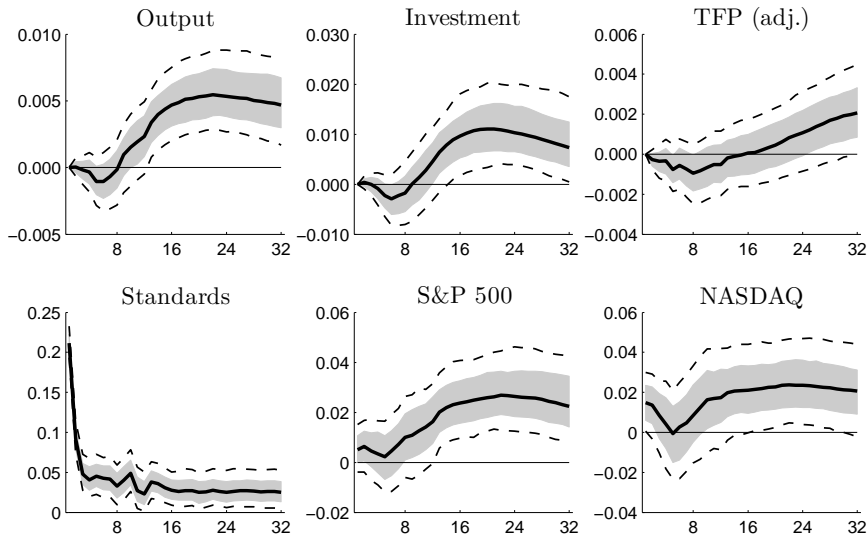 Output
0.010
0.005
0.000
−0.005
8 16 24 32
Investment
0.030
0.020
0.010
0.000
−0.010
8 16 24 32
TFP (adj.)
0.006
0.004
0.002
0.000
−0.002
−0.004
8 16 24 32
Standards
0.25
0.2
0.15
0.1
0.05
0
8 16 24 32
S&P 500
0.06
0.04
0.02
0
−0.02
8 16 24 32
NASDAQ
0.06
0.04
0.02
0
−0.02
−0.04
8 16 24 32